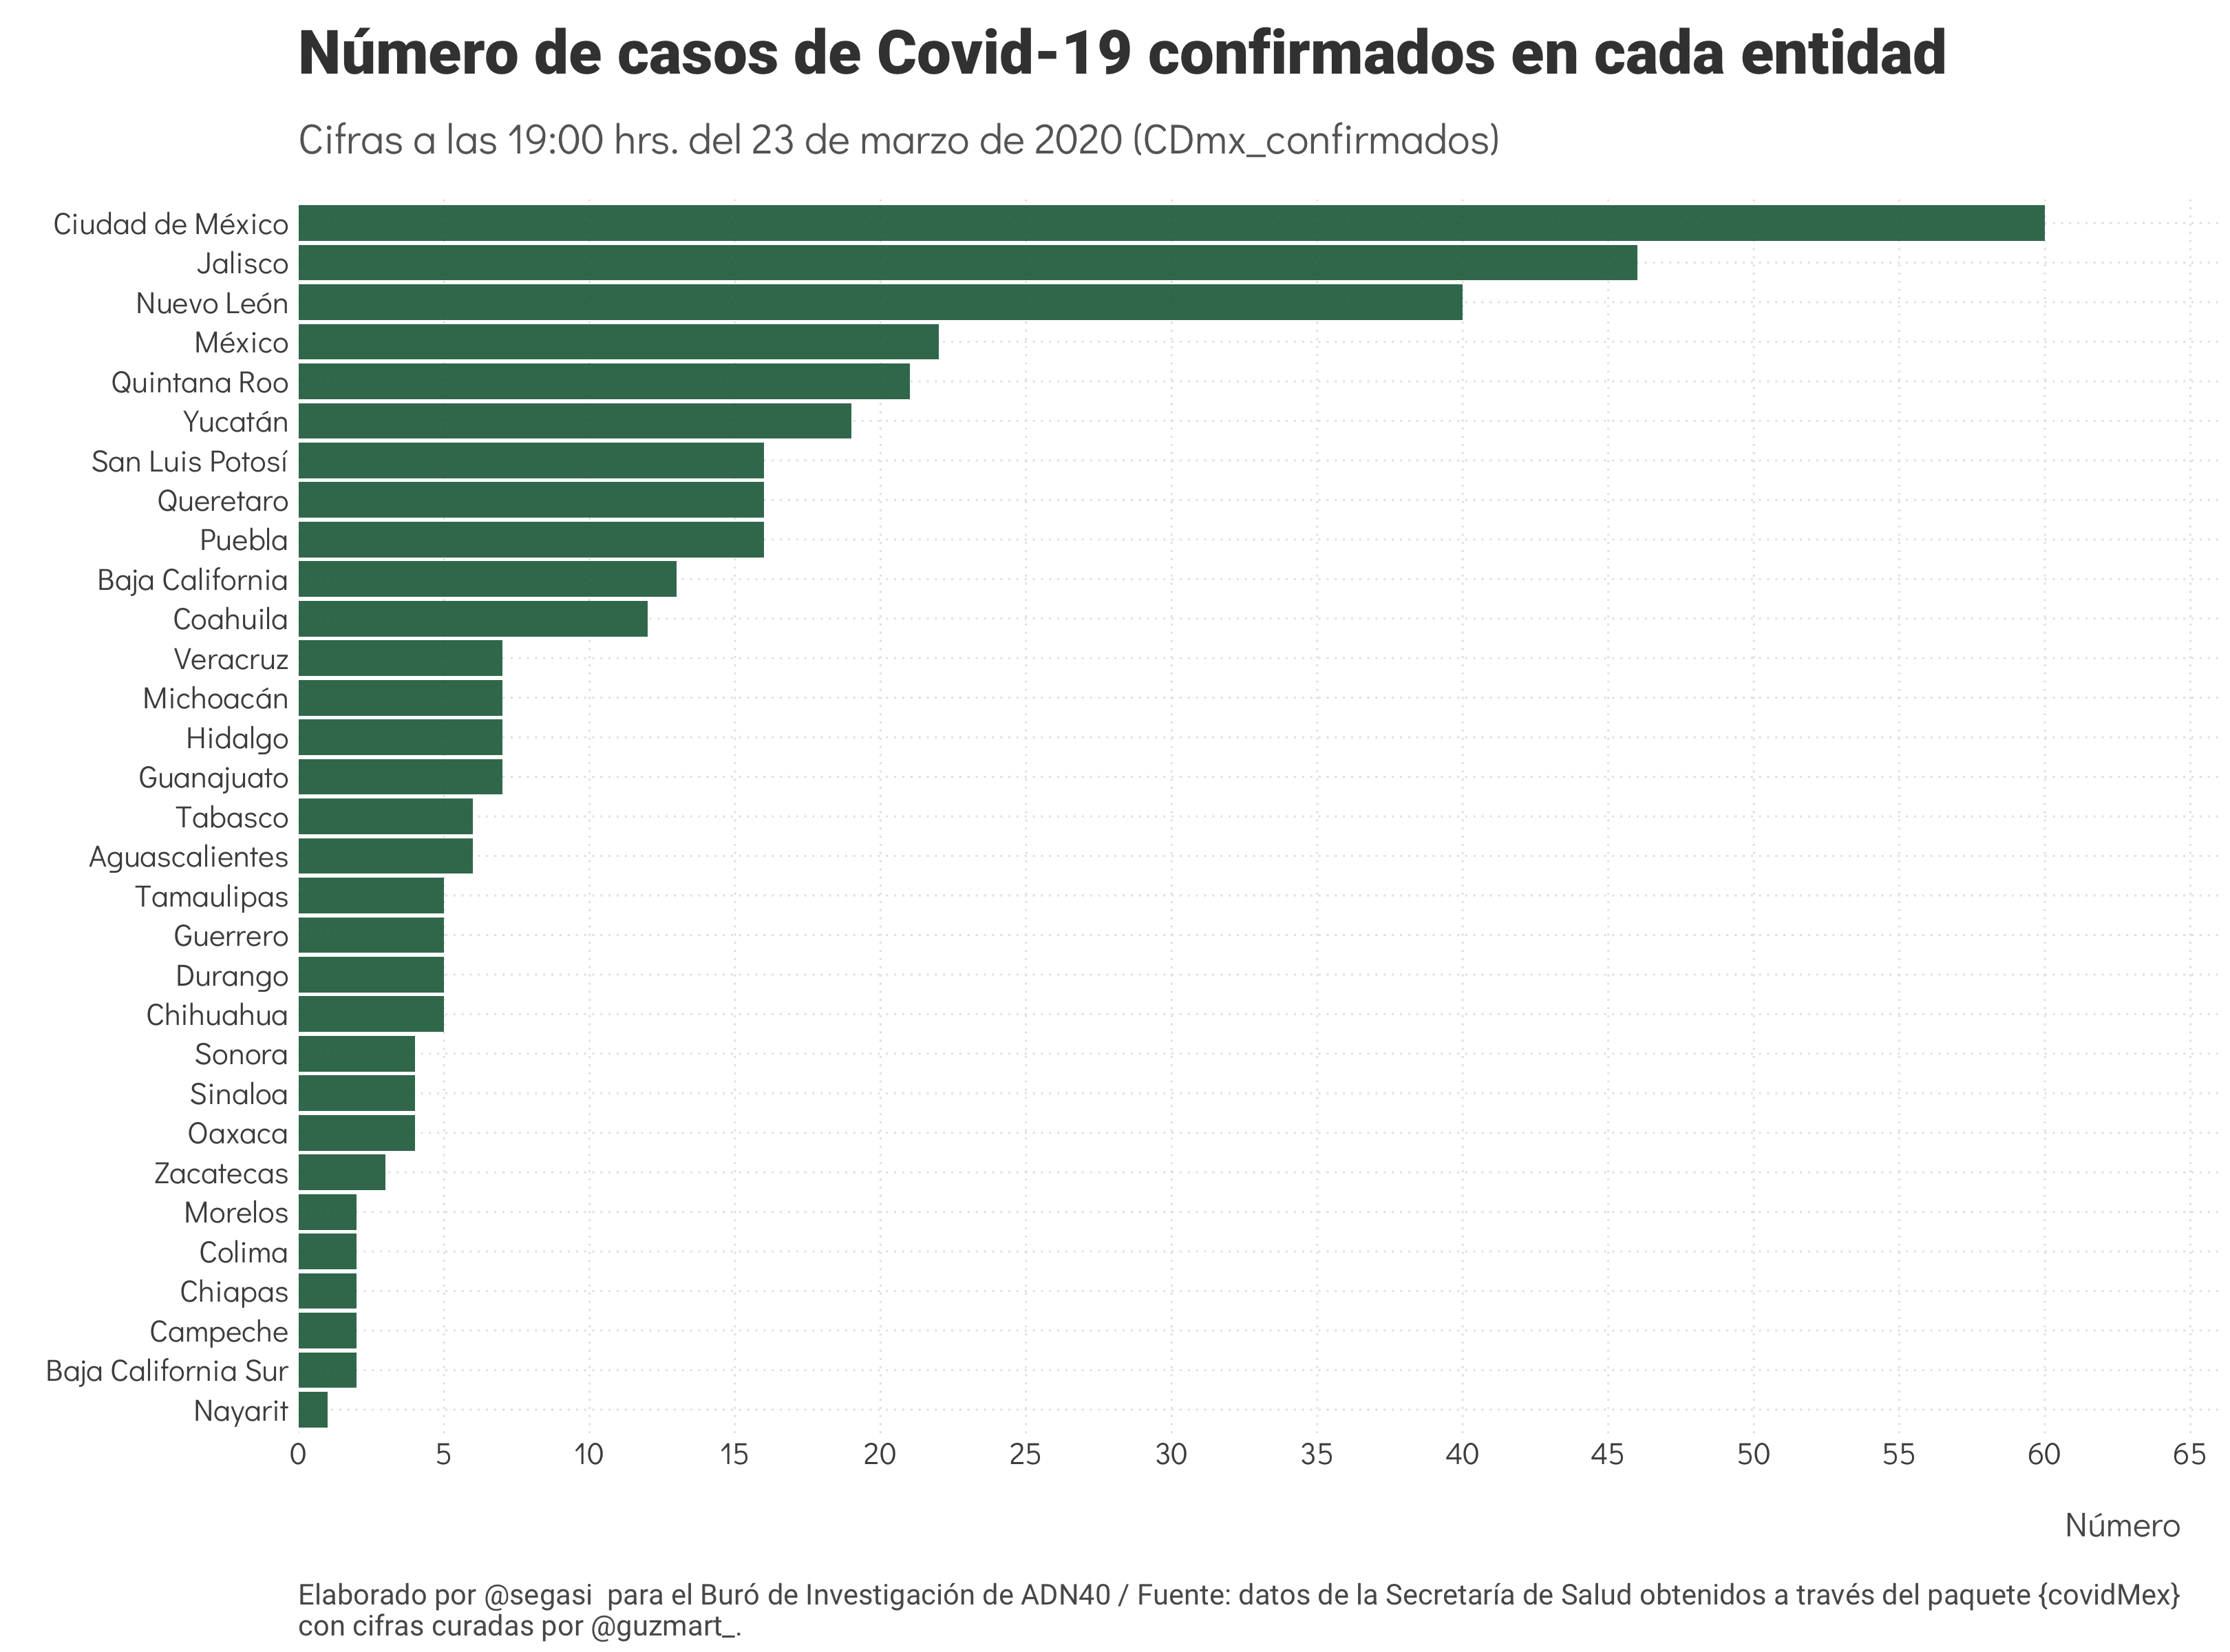 Número de casos de Covid-19 confirmados en cada entidad
Cifras a las 19:00 hrs. del 23 de marzo de 2020 (CDmx_confirmados)
Ciudad de México
Jalisco
Nuevo León
México
Quintana Roo
Yucatán
San Luis Potosí
Queretaro
Puebla
Baja California
Coahuila
Veracruz
Michoacán
Hidalgo
Guanajuato
Tabasco
Aguascalientes
Tamaulipas
Guerrero
Durango
Chihuahua
Sonora
Sinaloa
Oaxaca
Zacatecas
Morelos
Colima
Chiapas
Campeche
Baja California Sur
Nayarit
0 5 10 15 20 25 30 35 40 45 50 55 60 65
Número
Elaborado por @segasi  para el Buró de Investigación de ADN40 / Fuente: datos de la Secretaría de Salud obtenidos a través del paquete {covidMex}
con cifras curadas por @guzmart_.